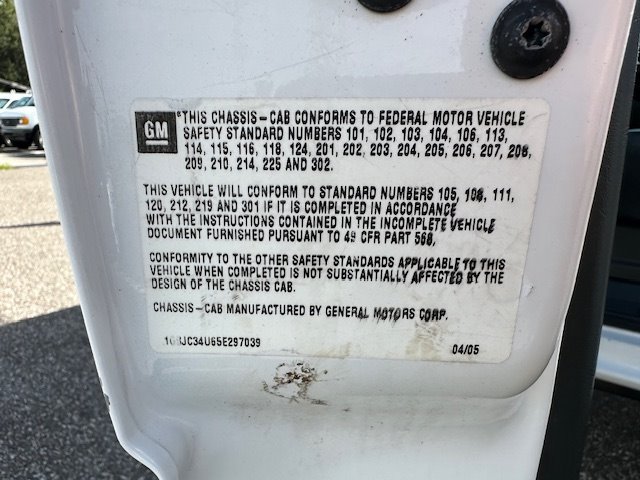 GM
*THIS CHASSIS-CAB CONFORMS TO FEDERAL MOTOR VEHICLE
SAFETY STANDARD NUMBERS 101, 102, 103, 104, 106, 113,
114, 115, 116, 118, 124, 201, 202, 203, 204, 205, 206, 207, 208,
209, 210, 214, 225 AND 302.
THIS VEHICLE WILL CONFORM TO STANDARD NUMBERS 105, 108, 111,
120, 212, 219 AND 301 IF IT IS COMPLETED IN ACCORDANCE
WITH THE INSTRUCTIONS CONTAINED IN THE INCOMPLETE VEHICLE
DOCUMENT FURNISHED PURSUANT TO 49 CFR PART 568.
CONFORMITY TO THE OTHER SAFETY STANDARDS APPLICABLE TO THIS
VEHICLE WHEN COMPLETED IS NOT SUBSTANTIALLY AFFECTED BY THE
DESIGN OF THE CHASSIS CAB.
CHASSIS-CAB MANUFACTURED BY GENERAL MOTORS CORP.
04/05